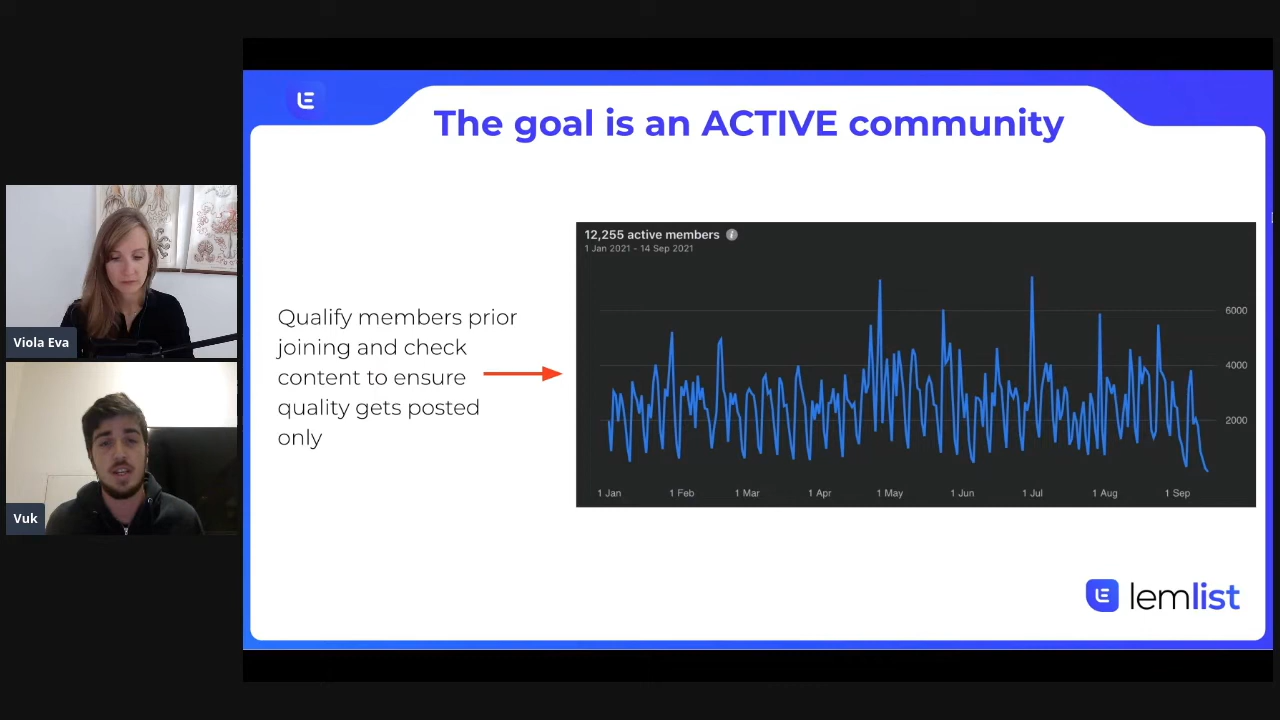 The goal is an ACTIVE community
Viola Eva
Vuk
Qualify members prior
joining and check
content to ensure
quality gets posted
only
12,255 active members
1 Jan 2021 - 14 Sep 2021
6000
4000
2000
1 Jan 1 Feb 1 Mar 1 Apr 1 May 1 Jun 1 Jul 1 Aug 1 Sep
lemlist